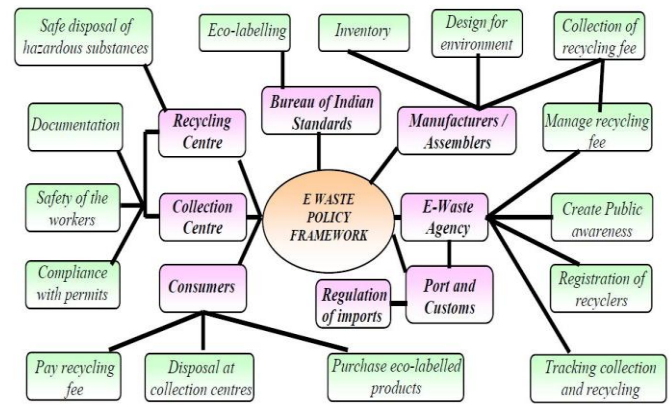 Safe disposal of
hazardous substances
Eco-labelling
Inventory
Design for
environment
Collection of
recycling fee
Documentation
Recycling
Centre
Bureau of Indian
Standards
Manufacturers /
Assemblers
Manage recycling
fee
Safety of the
workers
Collection
Centre
E WASTE
POLICY
FRAMEWORK
E-Waste
Agency
Create Public
awareness
Compliance
with permits
Consumers
Regulation
of imports
Port and
Customs
Registration of
recyclers
Pay recycling
fee
Disposal at
collection centres
Purchase eco-labelled
products
Tracking collection
and recycling